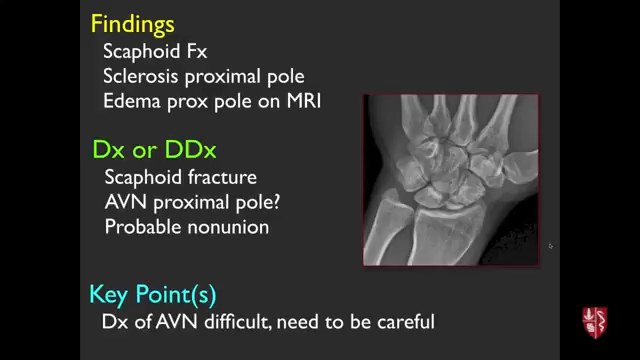 Findings
Scaphoid Fx
Sclerosis proximal pole
Edema prox pole on MRI
Dx or DDx
Scaphoid fracture
AVN proximal pole?
Probable nonunion
Key Point(s)
Dx of AVN difficult, need to be careful